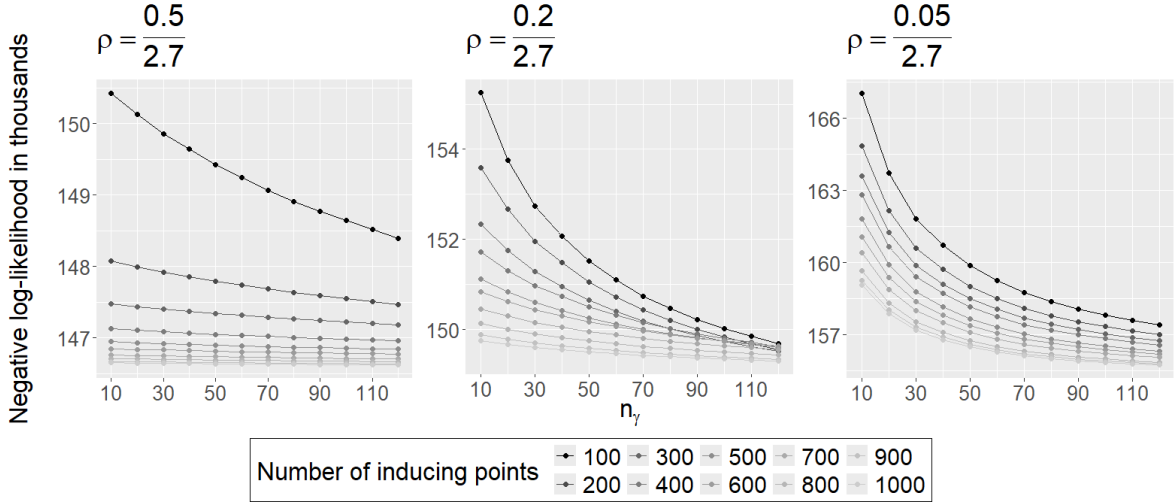 ρ = 0.5/2.7
ρ = 0.2/2.7
ρ = 0.05/2.7
Negative log-likelihood in thousands
150
149
148
147
10 30 50 70 90 110
154
152
150
10 30 50 70 90 110
166
163
160
157
10 30 50 70 90 110
nγ
Number of inducing points
100 300 500 700 900
200 400 600 800 1000